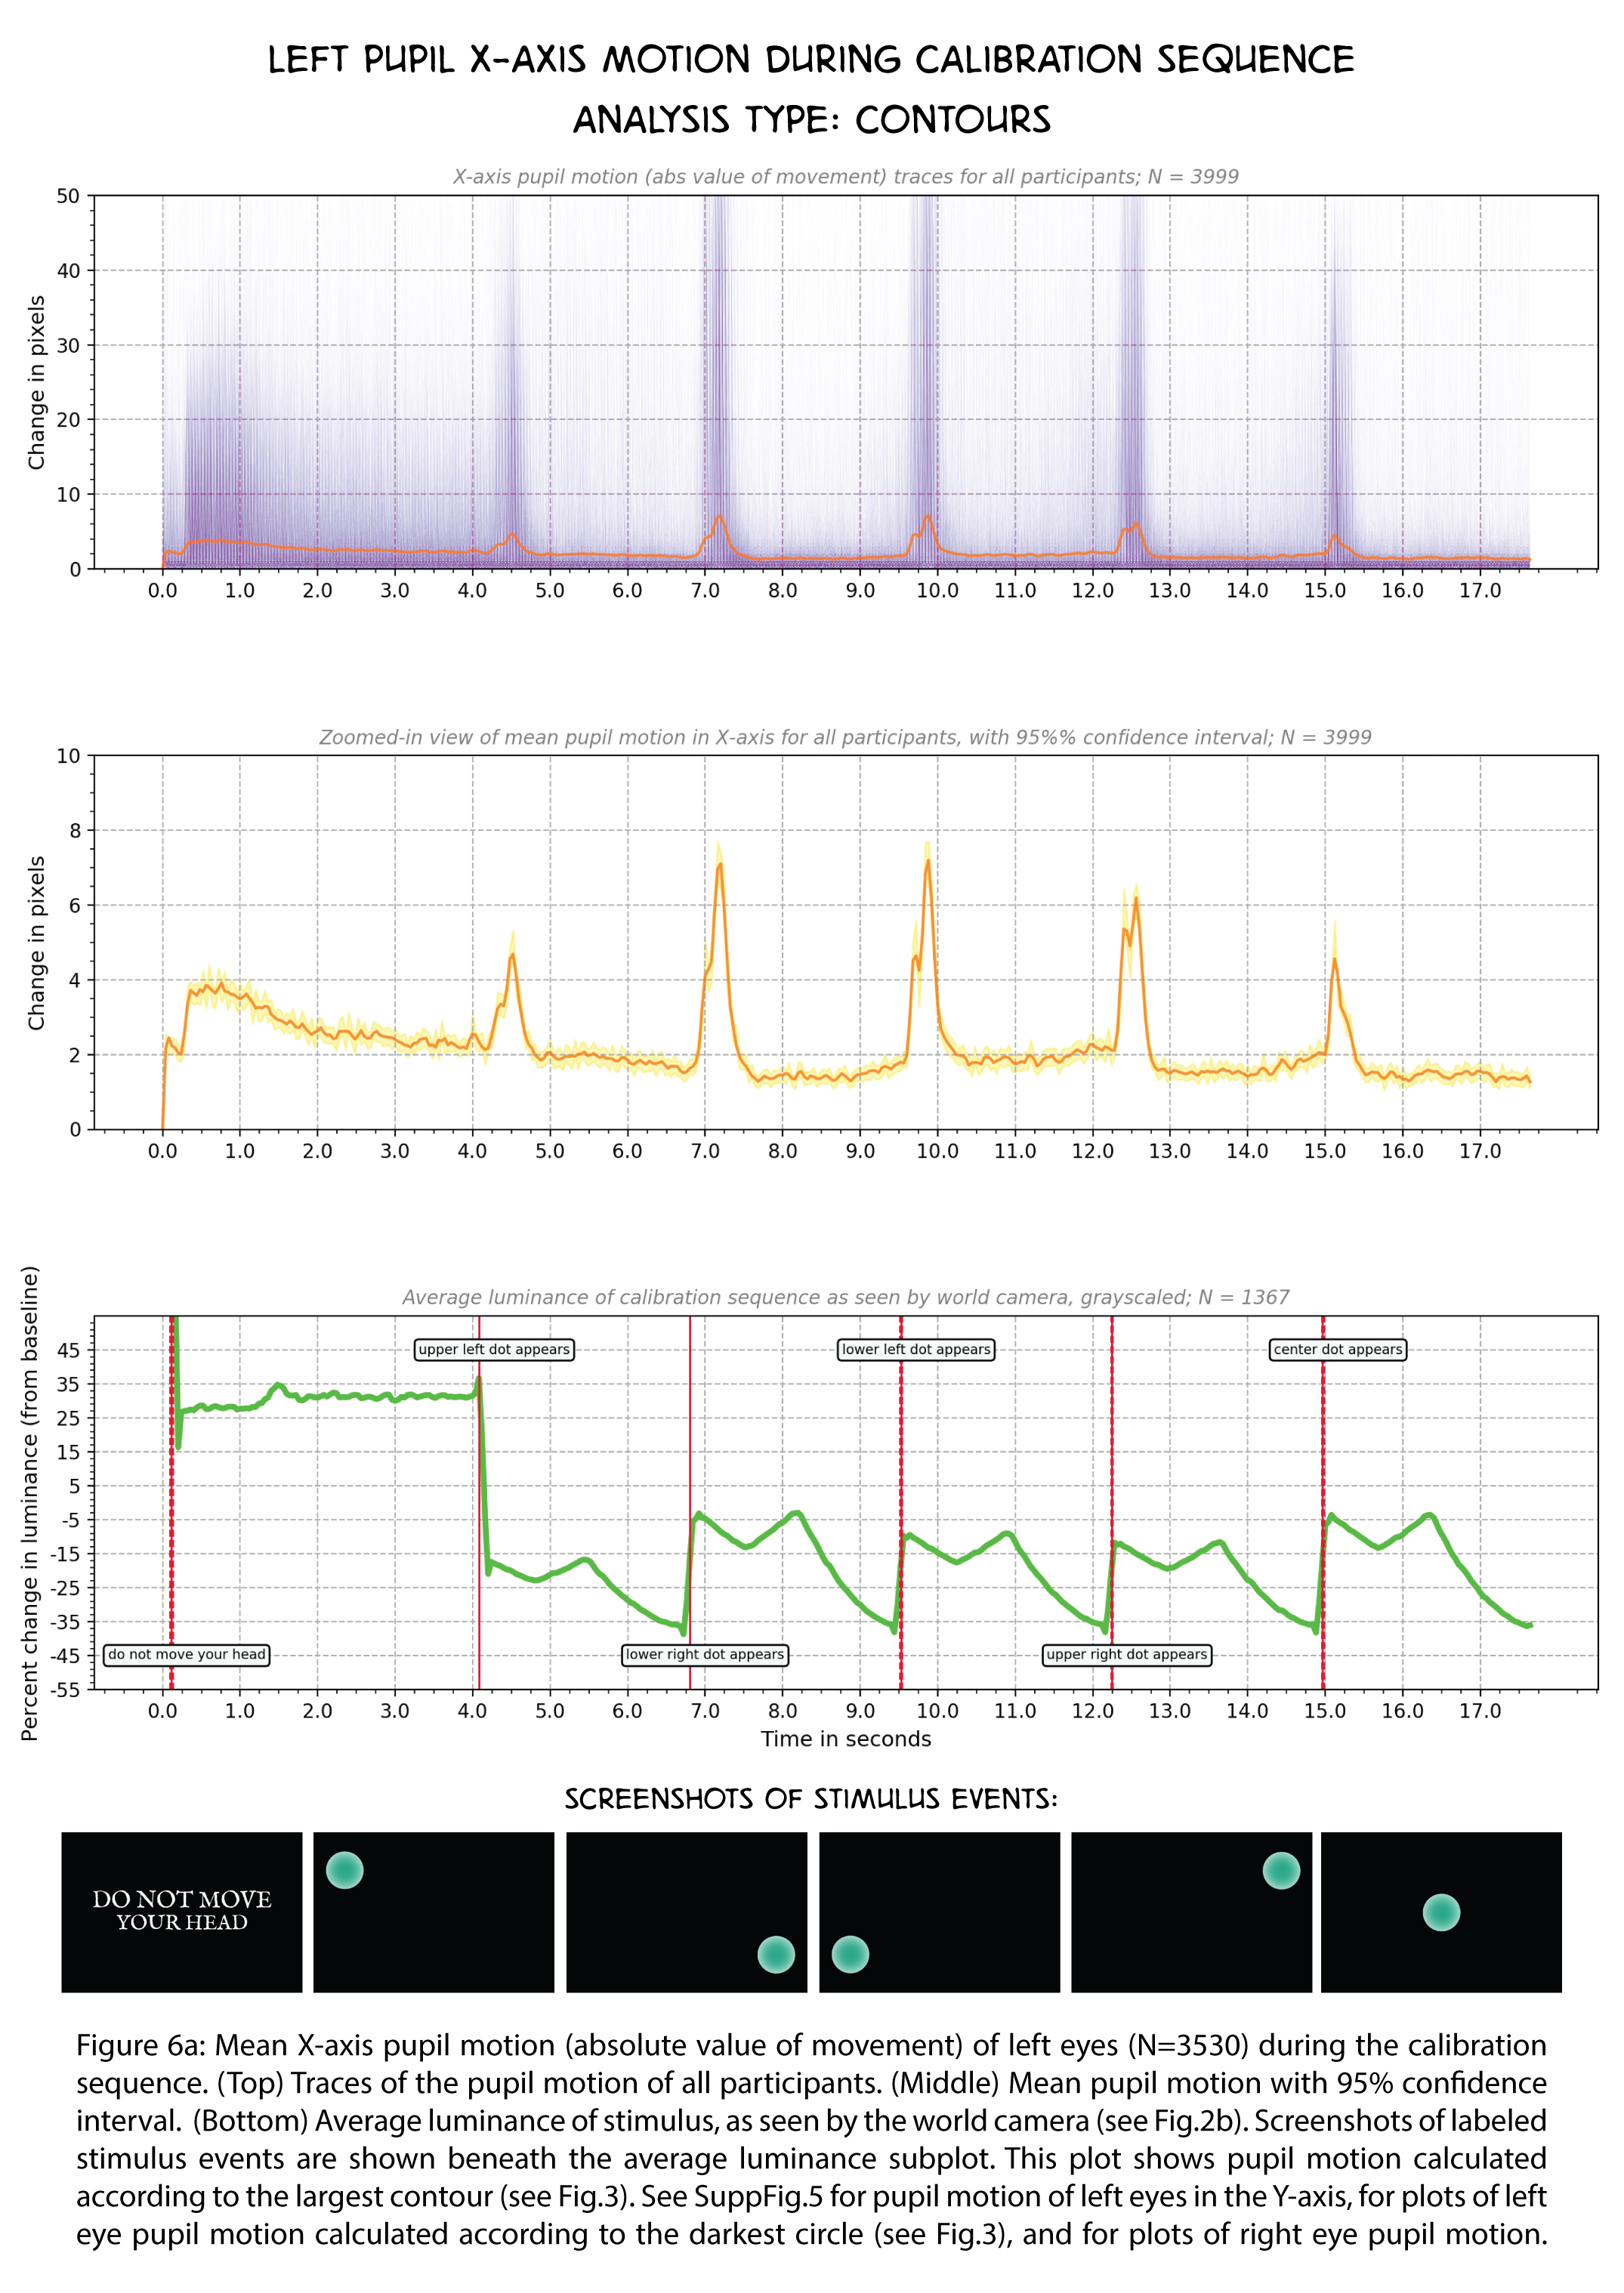 LEFT PUPIL X-AXIS MOTION DURING CALIBRATION SEQUENCE
ANALYSIS TYPE: CONTOURS
X-axis pupil motion (abs value of movement) traces for all participants; N = 3999
Change in pixels
50
40
30
20
10
0
0.0 1.0 2.0 3.0 4.0 5.0 6.0 7.0 8.0 9.0 10.0 11.0 12.0 13.0 14.0 15.0 16.0 17.0
Zoomed-in view of mean pupil motion in X-axis for all participants, with 95%% confidence interval; N = 3999
Change in pixels
10
8
6
4
2
0
0.0 1.0 2.0 3.0 4.0 5.0 6.0 7.0 8.0 9.0 10.0 11.0 12.0 13.0 14.0 15.0 16.0 17.0
Average luminance of calibration sequence as seen by world camera, grayscaled; N = 1367
Percent change in luminance (from baseline)
45
35
25
15
5
-5
-15
-25
-35
-45
-55
upper left dot appears
lower left dot appears
center dot appears
do not move your head
lower right dot appears
upper right dot appears
0.0 1.0 2.0 3.0 4.0 5.0 6.0 7.0 8.0 9.0 10.0 11.0 12.0 13.0 14.0 15.0 16.0 17.0
Time in seconds
SCREENSHOTS OF STIMULUS EVENTS:
DO NOT MOVE
YOUR HEAD
Figure 6a: Mean X-axis pupil motion (absolute value of movement) of left eyes (N=3530) during the calibration
sequence. (Top) Traces of the pupil motion of all participants. (Middle) Mean pupil motion with 95% confidence
interval. (Bottom) Average luminance of stimulus, as seen by the world camera (see Fig.2b). Screenshots of labeled
stimulus events are shown beneath the average luminance subplot. This plot shows pupil motion calculated
according to the largest contour (see Fig.3). See SuppFig.5 for pupil motion of left eyes in the Y-axis, for plots of left
eye pupil motion calculated according to the darkest circle (see Fig.3), and for plots of right eye pupil motion.